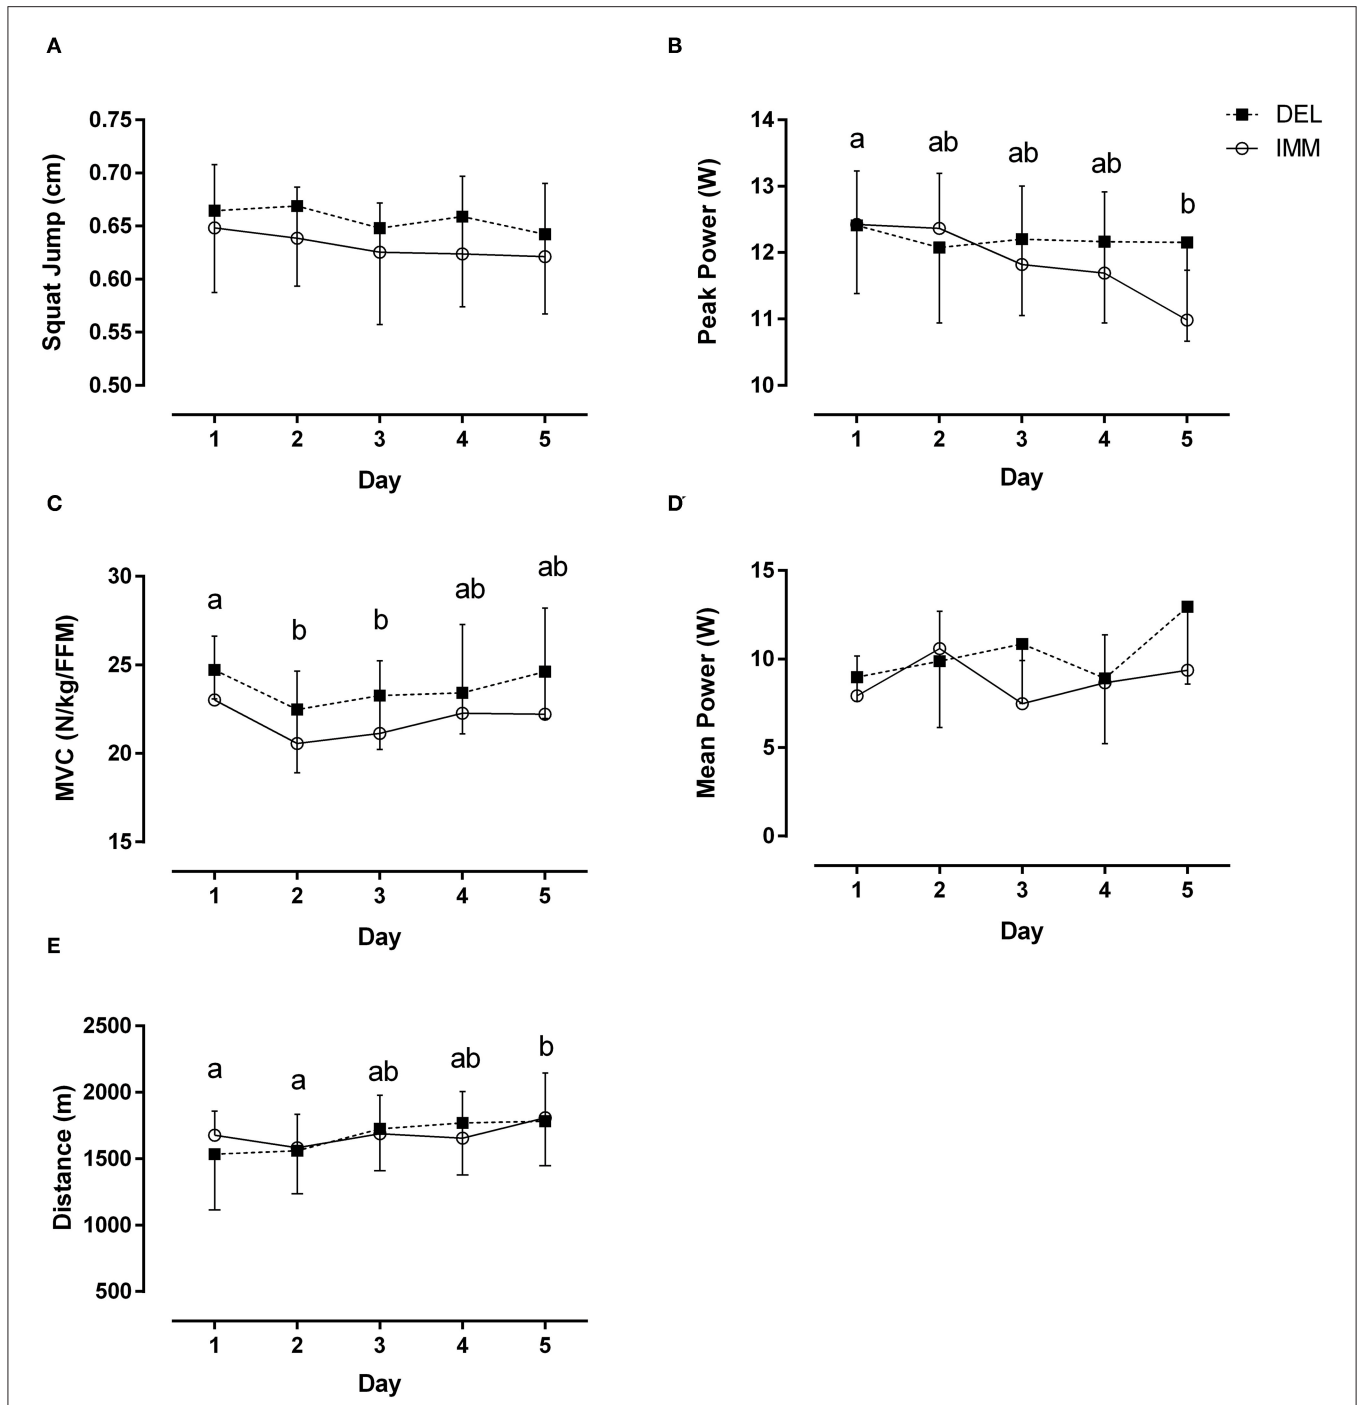 A
0.75
0.70
0.65
0.60
0.55
0.50
Squat Jump (cm)
1 2 3 4 5
Day
B
DEL
IMM
14
13
12
11
10
Peak Power (W)
a ab ab ab b
1 2 3 4 5
Day
C
30
25
20
15
MVC (N/kg/FFM)
a b b ab ab
1 2 3 4 5
Day
D
15
10
5
0
Mean Power (W)
1 2 3 4 5
Day
E
2500
2000
1500
1000
500
Distance (m)
a a ab ab b
1 2 3 4 5
Day